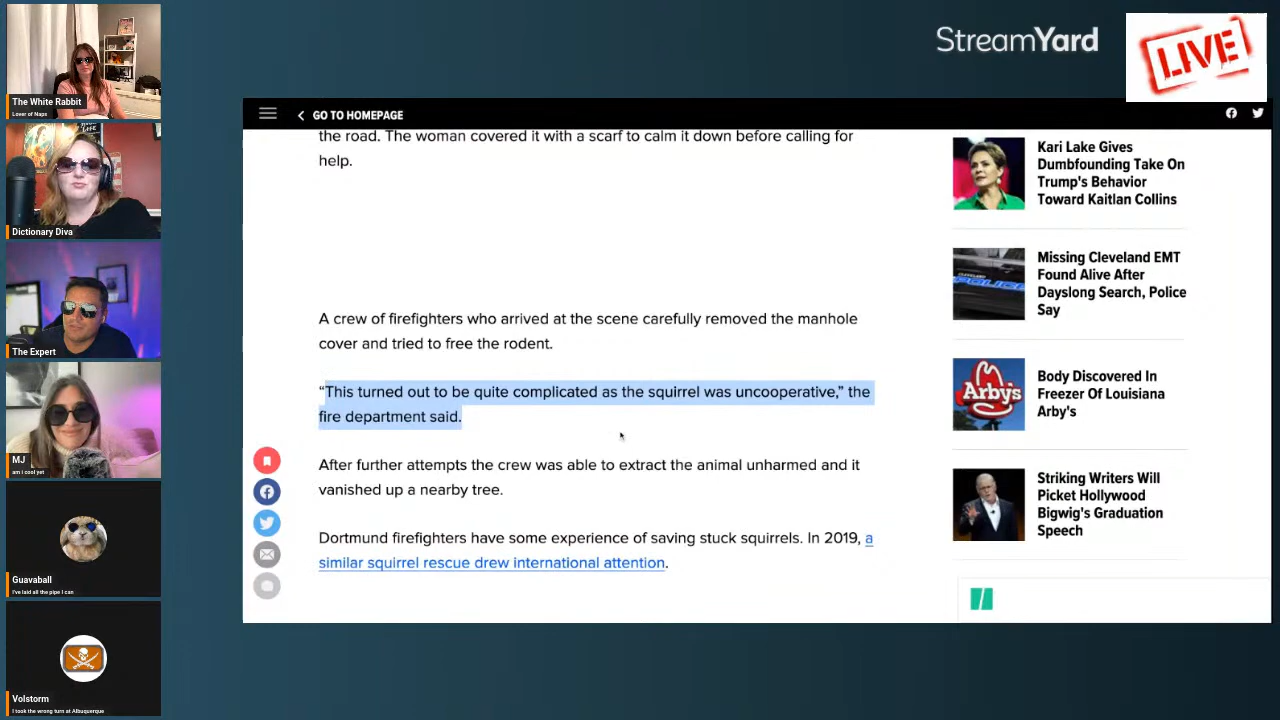 The White Rabbit
Lover of Naps
Dictionary Diva
The Expert
MJ
am i cool yet
Guavaball
I've laid all the pipe I can
Volstorm
I took the wrong turn at Albuquerque
StreamYard
LIVE
GO TO HOMEPAGE
the road. The woman covered it with a scarf to calm it down before calling for
help.
A crew of firefighters who arrived at the scene carefully removed the manhole
cover and tried to free the rodent.
“This turned out to be quite complicated as the squirrel was uncooperative,” the
fire department said.
After further attempts the crew was able to extract the animal unharmed and it
vanished up a nearby tree.
Dortmund firefighters have some experience of saving stuck squirrels. In 2019, a
similar squirrel rescue drew international attention.
Kari Lake Gives
Dumbfounding Take On
Trump's Behavior
Toward Kaitlan Collins
POLICE
Missing Cleveland EMT
Found Alive After
Dayslong Search, Police
Say
Arby's
Body Discovered In
Freezer Of Louisiana
Arby's
Striking Writers Will
Picket Hollywood
Bigwig's Graduation
Speech